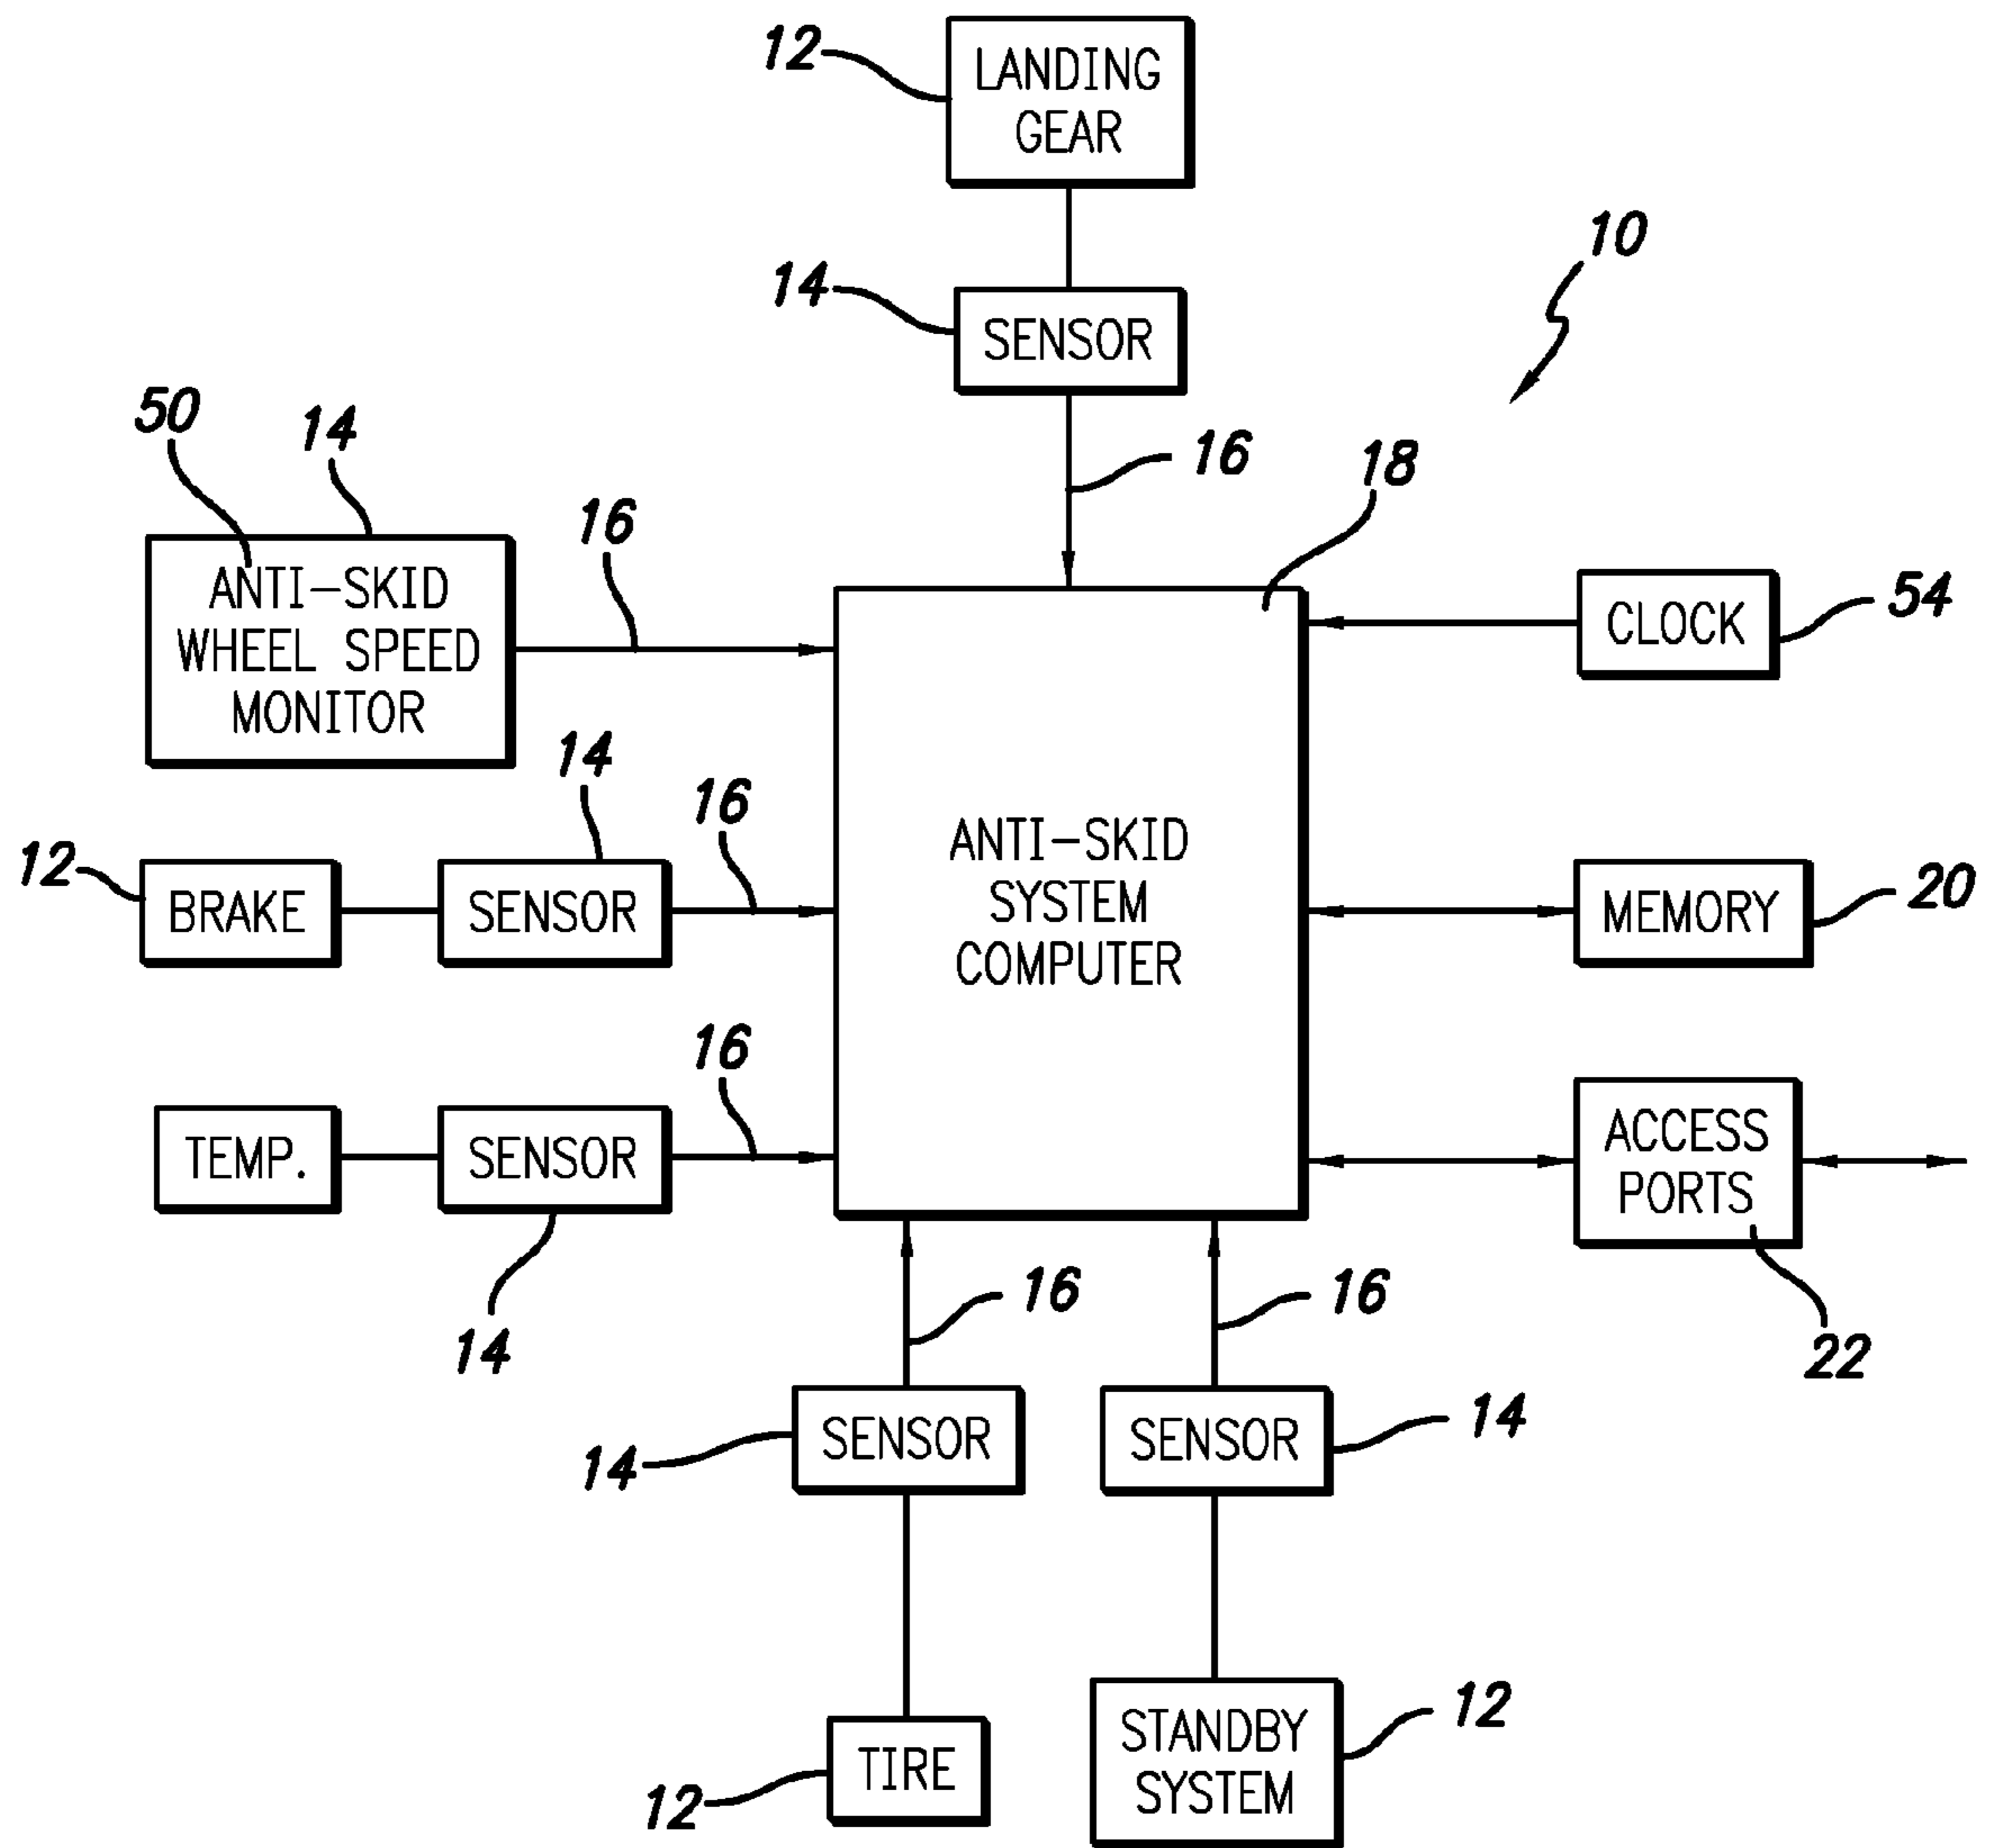 12
LANDING
GEAR
10
14
SENSOR
50
14
16
16
18
ANTI-SKID
WHEEL SPEED
MONITOR
CLOCK
54
14
16
12
BRAKE
SENSOR
ANTI-SKID
SYSTEM
COMPUTER
MEMORY
20
16
TEMP.
SENSOR
ACCESS
PORTS
14
16
16
22
14
SENSOR
SENSOR
14
12
TIRE
STANDBY
SYSTEM
12